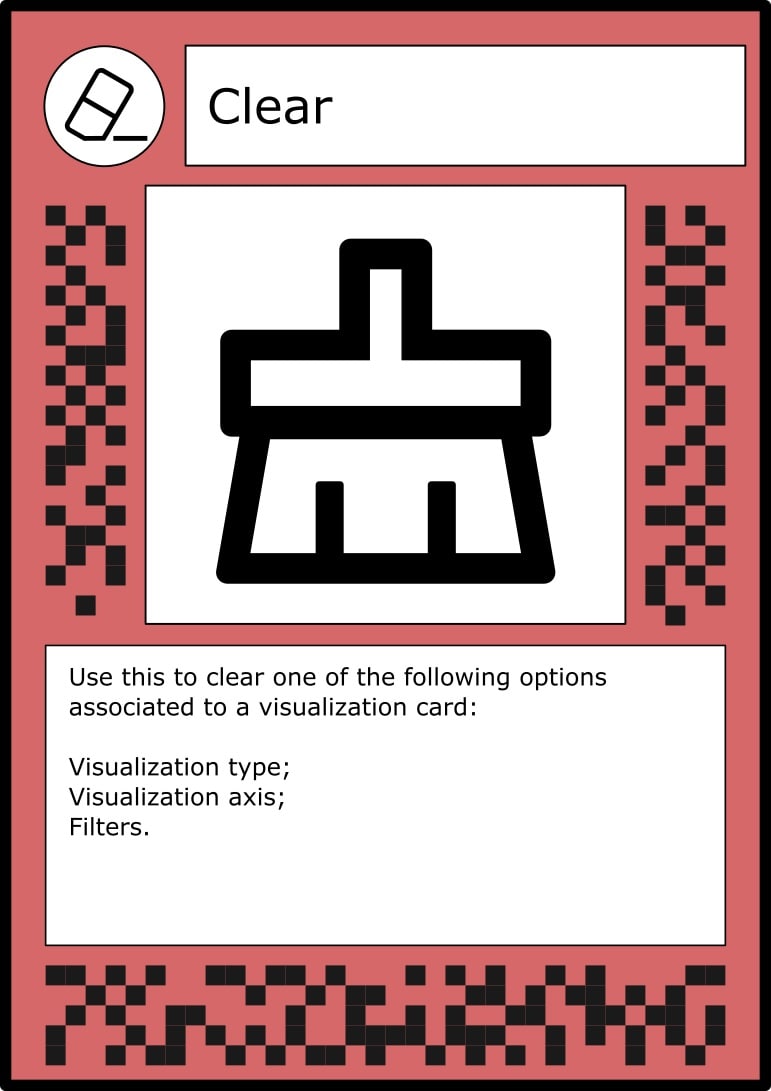 Clear
Use this to clear one of the following options
associated to a visualization card:
Visualization type;
Visualization axis;
Filters.